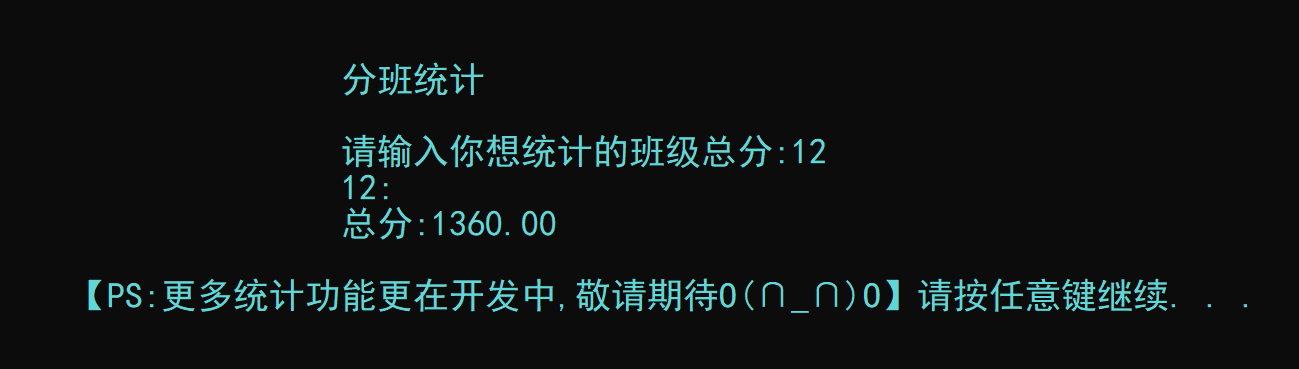 分班统计
请输入你想统计的班级总分:12
12:
总分:1360.00
【PS:更多统计功能更在开发中,敬请期待O(∩_∩)O】请按任意键继续. . .